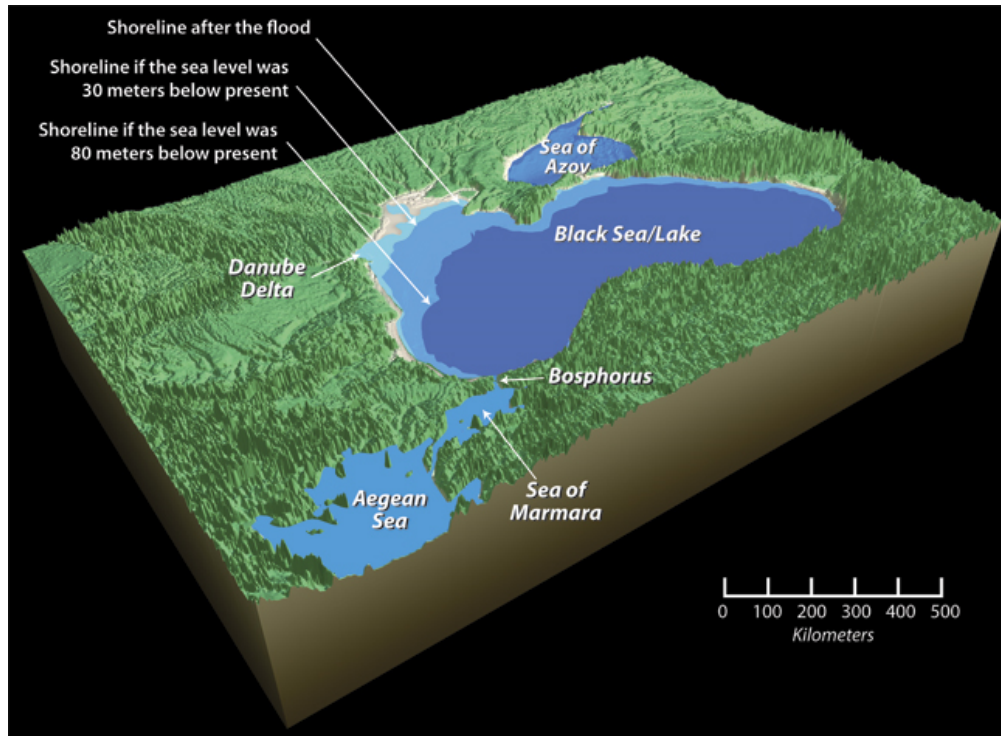 Shoreline after the flood
Shoreline if the sea level was
30 meters below present
Shoreline if the sea level was
80 meters below present
Sea of
Azov
Black Sea/Lake
Danube
Delta
Bosphorus
Sea of
Marmara
Aegean
Sea
0 100 200 300 400 500
Kilometers